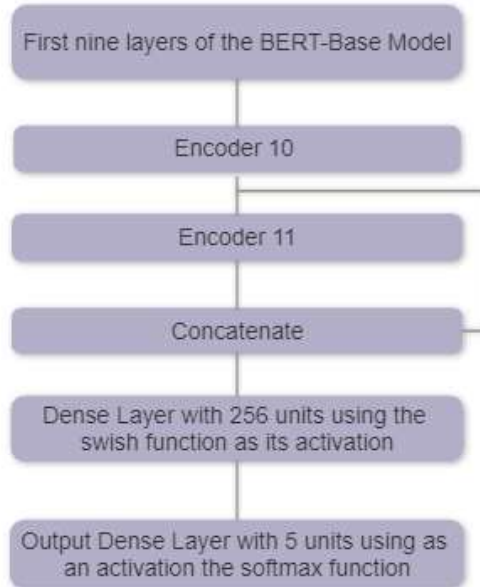 First nine layers of the BERT-Base Model
Encoder 10
Encoder 11
Concatenate
Dense Layer with 256 units using the
swish function as its activation
Output Dense Layer with 5 units using as
an activation the softmax function